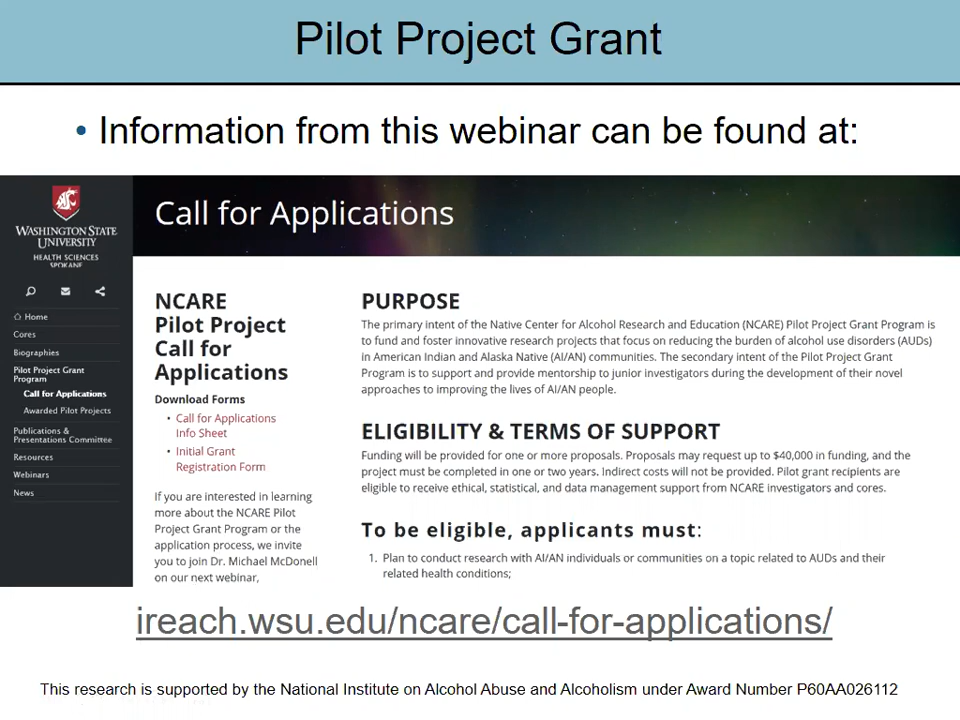 Pilot Project Grant
• Information from this webinar can be found at:
WASHINGTON STATE
UNIVERSITY
HEALTH SCIENCES
SPOKANE
Home
Cores
Biographies
Pilot Project Grant
Program
Call for Applications
Awarded Pilot Projects
Publications &
Presentations Committee
Resources
Webinars
News
Call for Applications
NCARE
Pilot Project
Call for
Applications
Download Forms
• Call for Applications
Info Sheet
• Initial Grant
Registration Form
If you are interested in learning
more about the NCARE Pilot
Project Grant Program or the
application process, we invite
you to join Dr. Michael McDonell
on our next webinar,
PURPOSE
The primary intent of the Native Center for Alcohol Research and Education (NCARE) Pilot Project Grant Program is
to fund and foster innovative research projects that focus on reducing the burden of alcohol use disorders (AUDs)
in American Indian and Alaska Native (AI/AN) communities. The secondary intent of the Pilot Project Grant
Program is to support and provide mentorship to junior investigators during the development of their novel
approaches to improving the lives of AI/AN people.
ELIGIBILITY & TERMS OF SUPPORT
Funding will be provided for one or more proposals. Proposals may request up to $40,000 in funding, and the
project must be completed in one or two years. Indirect costs will not be provided. Pilot grant recipients are
eligible to receive ethical, statistical, and data management support from NCARE investigators and cores.
To be eligible, applicants must:
1. Plan to conduct research with AI/AN individuals or communities on a topic related to AUDs and their
related health conditions;
ireach.wsu.edu/ncare/call-for-applications/
This research is supported by the National Institute on Alcohol Abuse and Alcoholism under Award Number P60AA026112